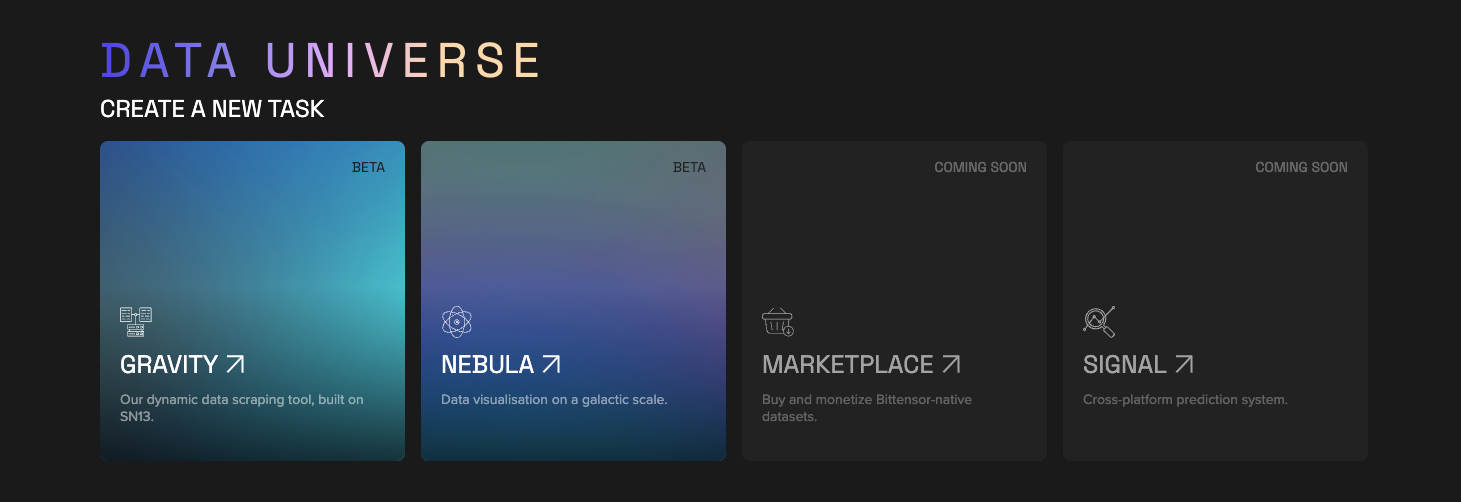 DATA UNIVERSE
CREATE A NEW TASK
BETA
GRAVITY
Our dynamic data scraping tool, built on
SN13.
BETA
NEBULA
Data visualisation on a galactic scale.
COMING SOON
MARKETPLACE
Buy and monetize Bittensor-native
datasets.
COMING SOON
SIGNAL
Cross-platform prediction system.